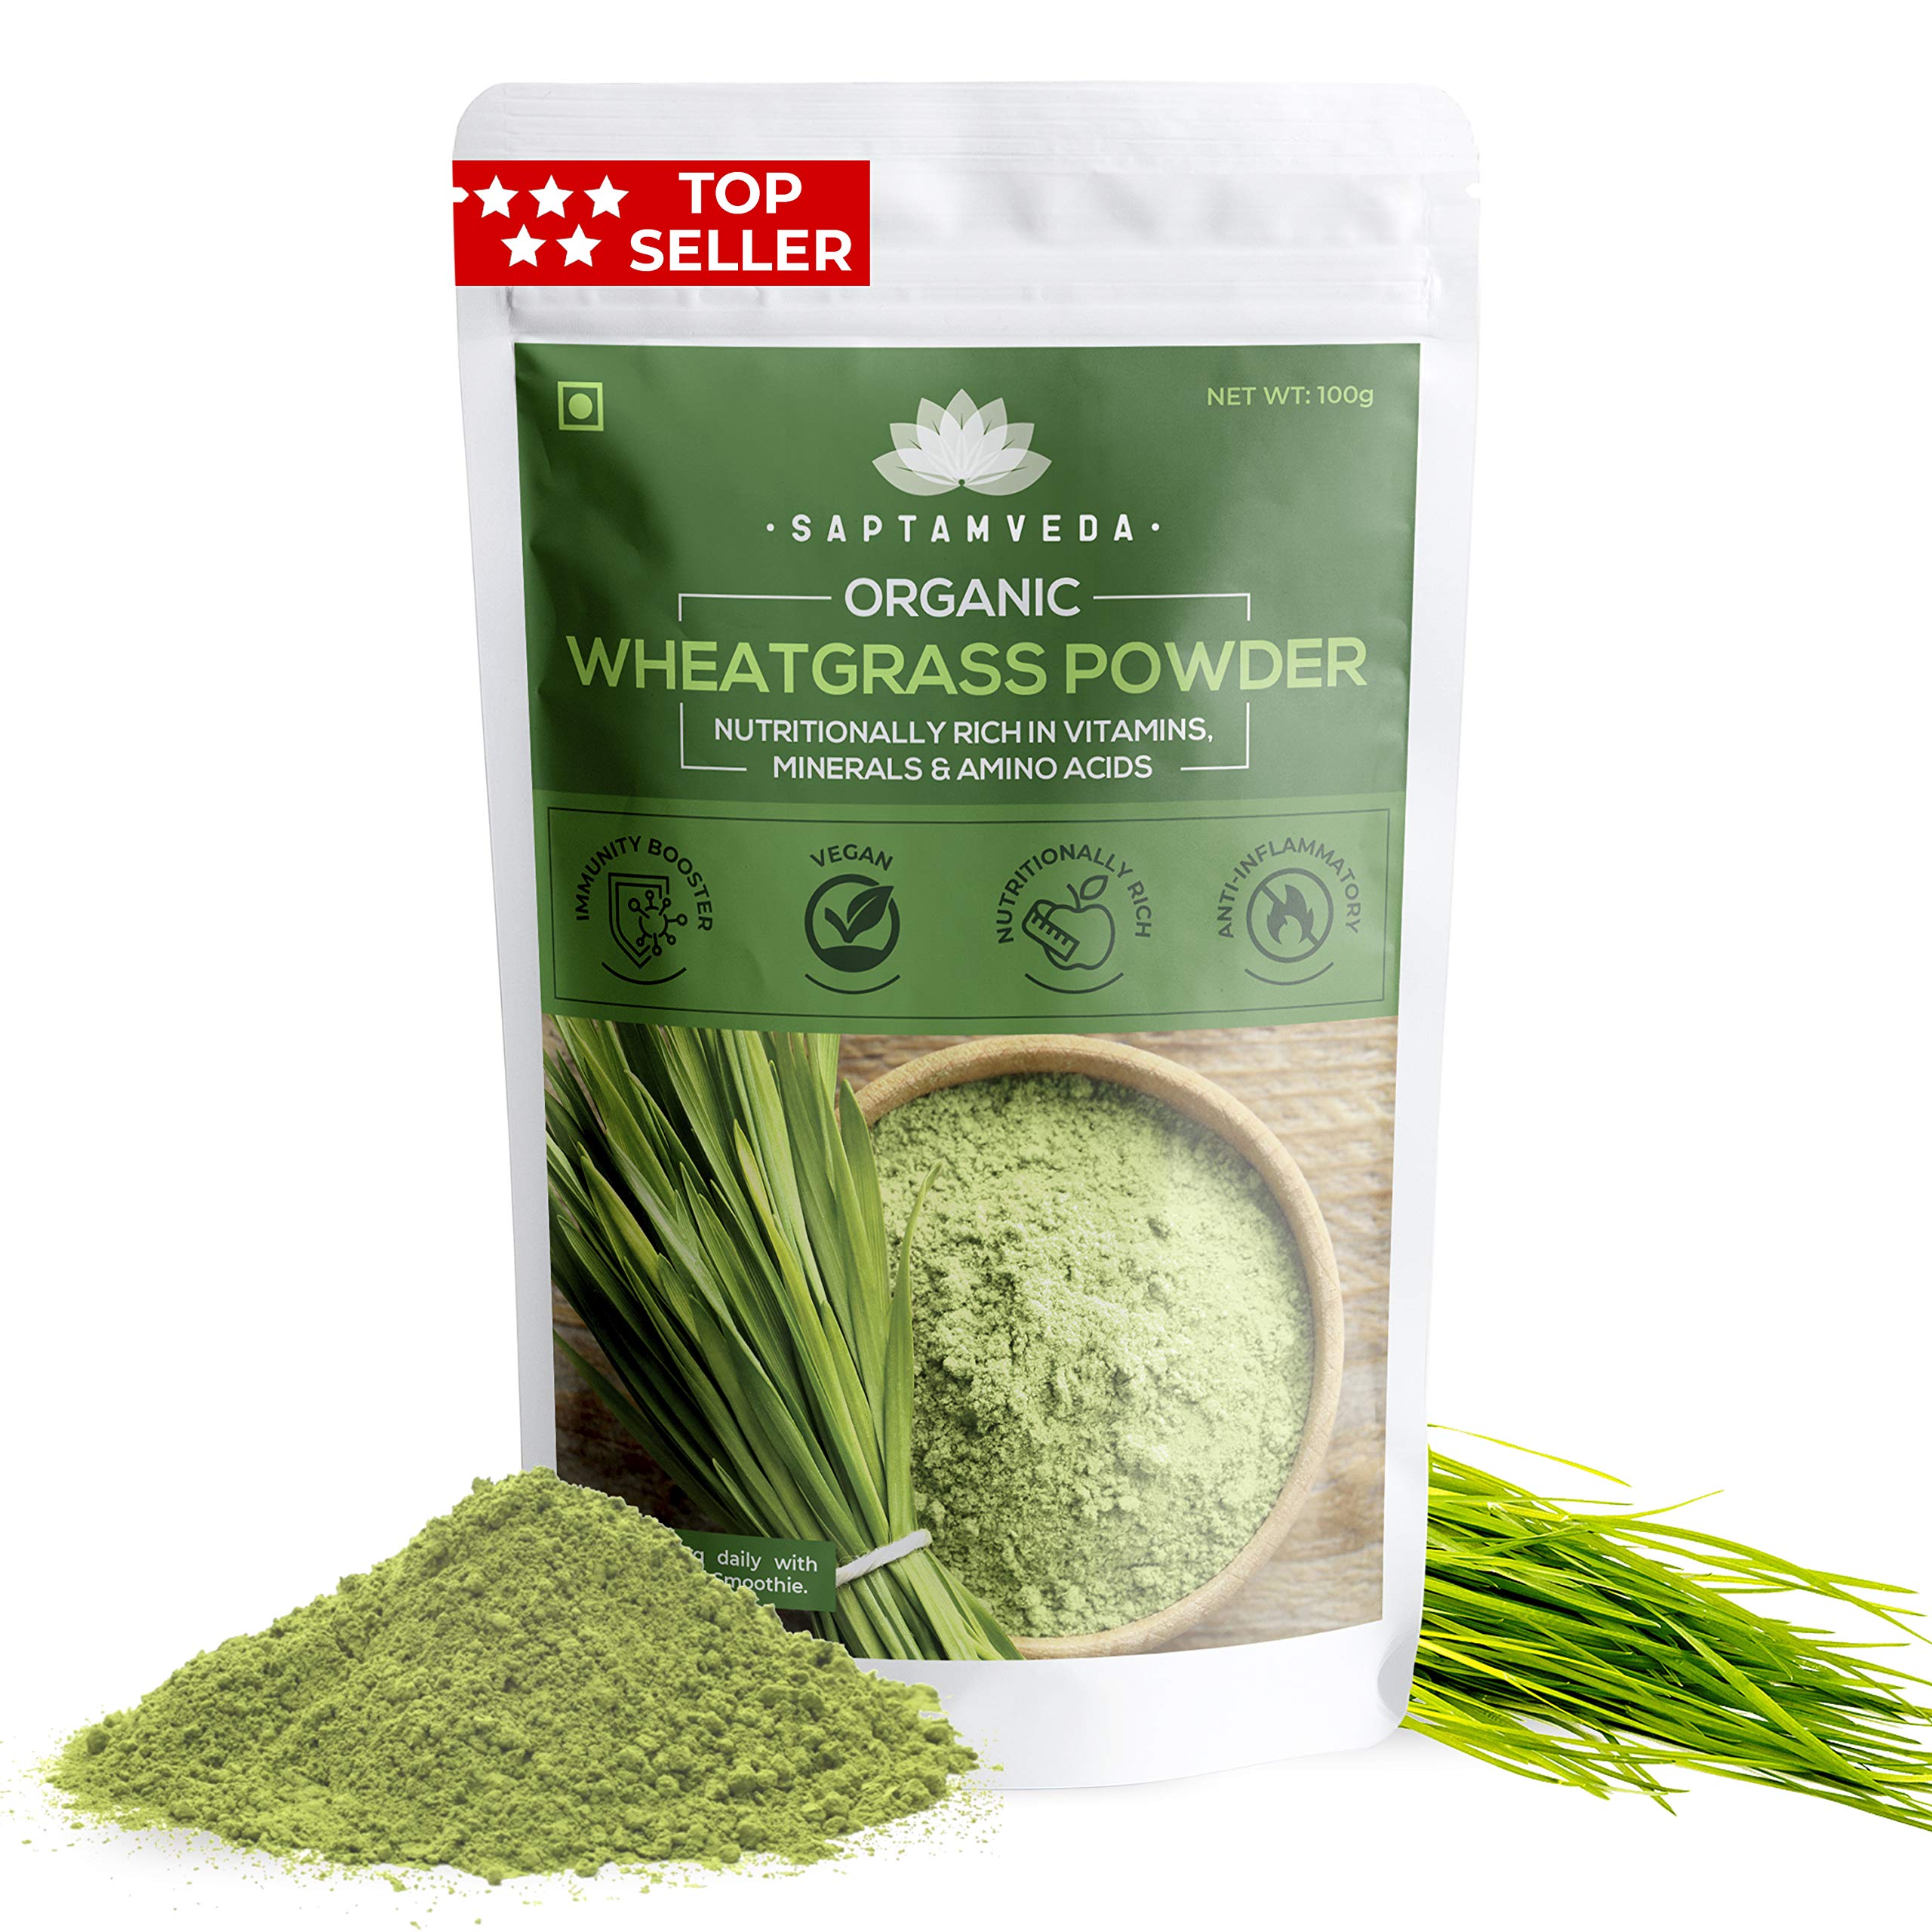 TOP
SELLER
NET WT: 100g
SAPTAMVEDA
ORGANIC
WHEATGRASS POWDER
NUTRITIONALLY RICH IN VITAMINS,
MINERALS & AMINO ACIDS
IMMUNITY BOOSTER
VEGAN
NUTRITIONALLY RICH
ANTI-INFLAMMATORY
daily with
Smoothie.